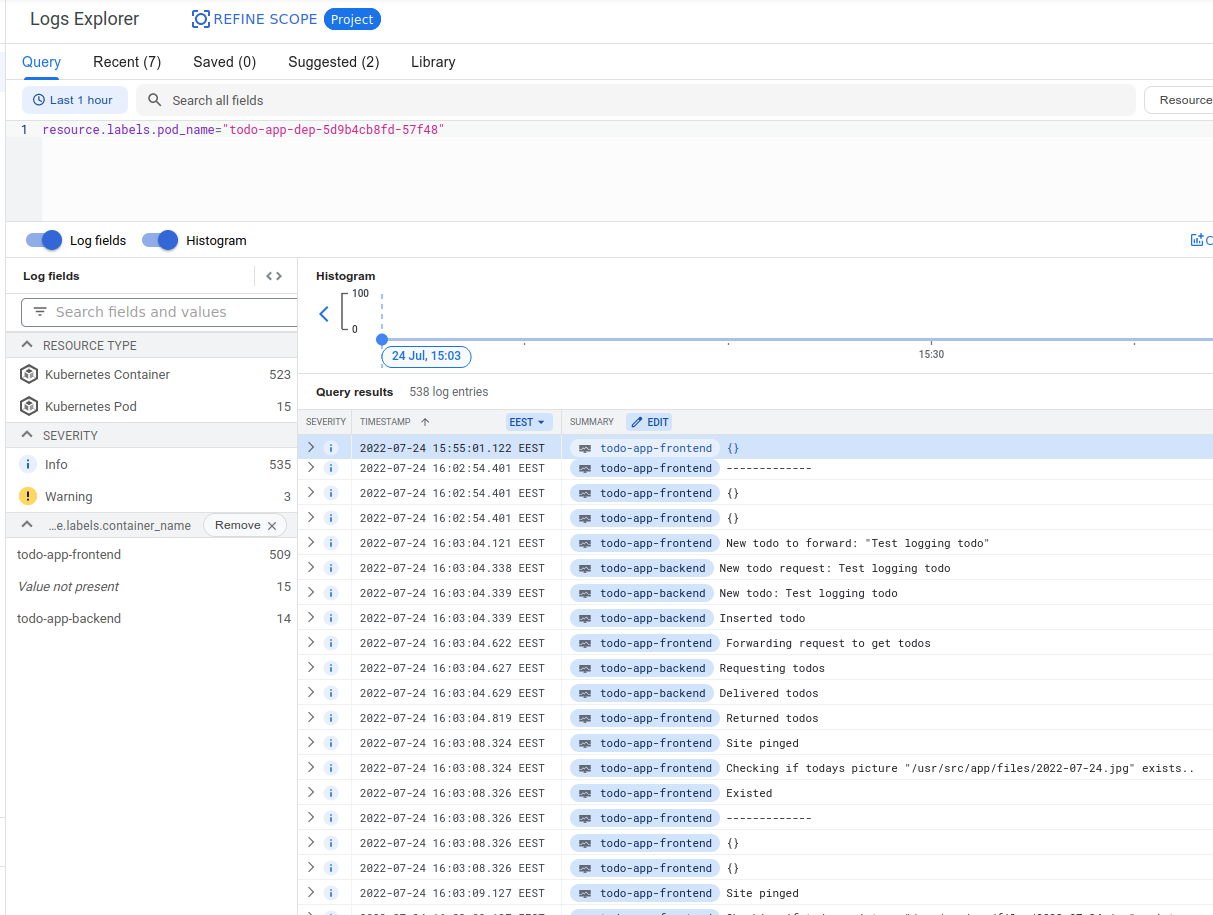 Logs Explorer REFINE SCOPE Project
Query Recent (7) Saved (0) Suggested (2) Library
Last 1 hour Search all fields Resource
1 resource.labels.pod_name="todo-app-dep-5d9b4cb8fd-57f48"
Log fields Histogram
Log fields
Search fields and values
RESOURCE TYPE
Kubernetes Container 523
Kubernetes Pod 15
SEVERITY
Info 535
Warning 3
…e.labels.container_name Remove
todo-app-frontend 509
Value not present 15
todo-app-backend 14
Histogram
100
0
24 Jul, 15:03 15:30
Query results 538 log entries
SEVERITY TIMESTAMP EEST SUMMARY EDIT
2022-07-24 15:55:01.122 EEST todo-app-frontend {}
2022-07-24 16:02:54.401 EEST todo-app-frontend -------------
2022-07-24 16:02:54.401 EEST todo-app-frontend {}
2022-07-24 16:02:54.401 EEST todo-app-frontend {}
2022-07-24 16:03:04.121 EEST todo-app-frontend New todo to forward: "Test logging todo"
2022-07-24 16:03:04.338 EEST todo-app-backend New todo request: Test logging todo
2022-07-24 16:03:04.339 EEST todo-app-backend New todo: Test logging todo
2022-07-24 16:03:04.339 EEST todo-app-backend Inserted todo
2022-07-24 16:03:04.622 EEST todo-app-frontend Forwarding request to get todos
2022-07-24 16:03:04.627 EEST todo-app-backend Requesting todos
2022-07-24 16:03:04.629 EEST todo-app-backend Delivered todos
2022-07-24 16:03:04.819 EEST todo-app-frontend Returned todos
2022-07-24 16:03:08.324 EEST todo-app-frontend Site pinged
2022-07-24 16:03:08.324 EEST todo-app-frontend Checking if todays picture "/usr/src/app/files/2022-07-24.jpg" exists..
2022-07-24 16:03:08.326 EEST todo-app-frontend Existed
2022-07-24 16:03:08.326 EEST todo-app-frontend -------------
2022-07-24 16:03:08.326 EEST todo-app-frontend {}
2022-07-24 16:03:08.326 EEST todo-app-frontend {}
2022-07-24 16:03:09.127 EEST todo-app-frontend Site pinged